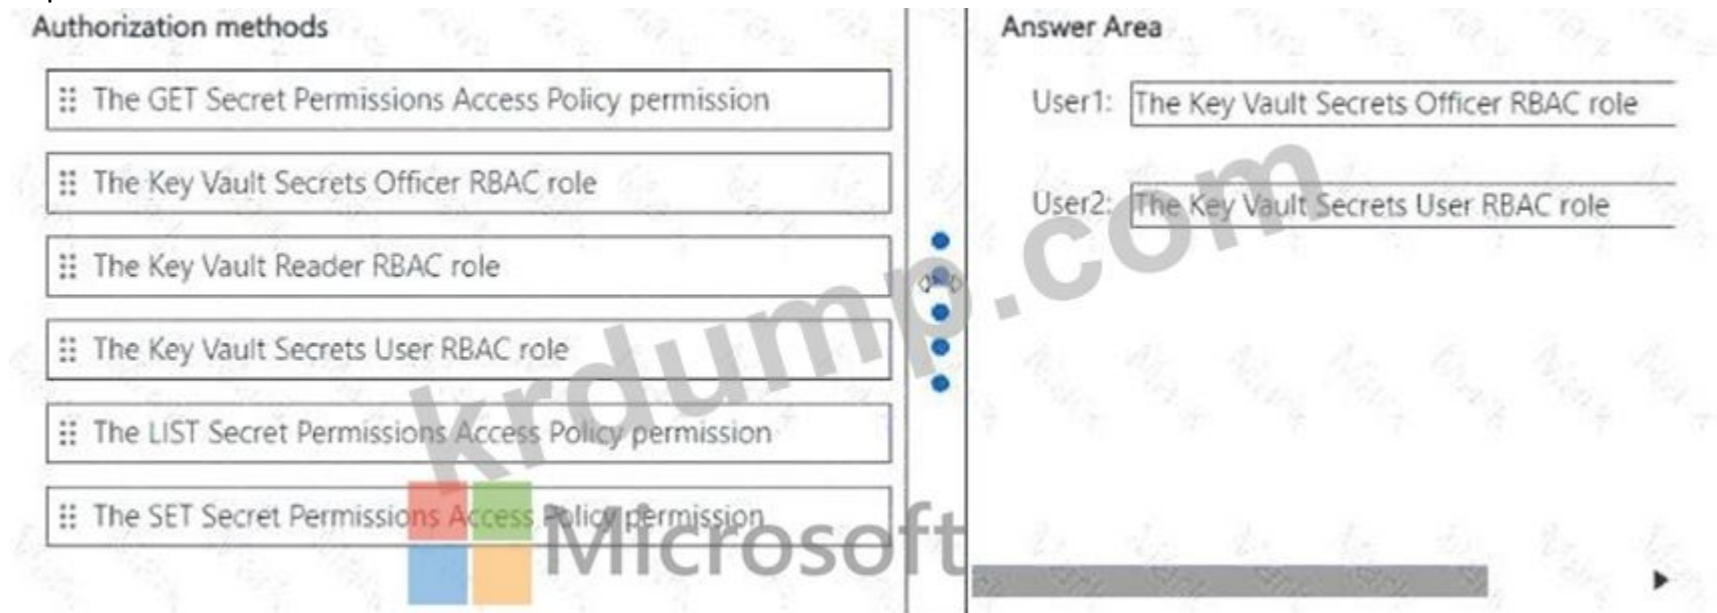 Authorization methods
The GET Secret Permissions Access Policy permission
The Key Vault Secrets Officer RBAC role
The Key Vault Reader RBAC role
The Key Vault Secrets User RBAC role
The LIST Secret Permissions Access Policy permission
The SET Secret Permissions Access Policy permission
Answer Area
User1: The Key Vault Secrets Officer RBAC role
User2: The Key Vault Secrets User RBAC role
krdump.com
Microsoft